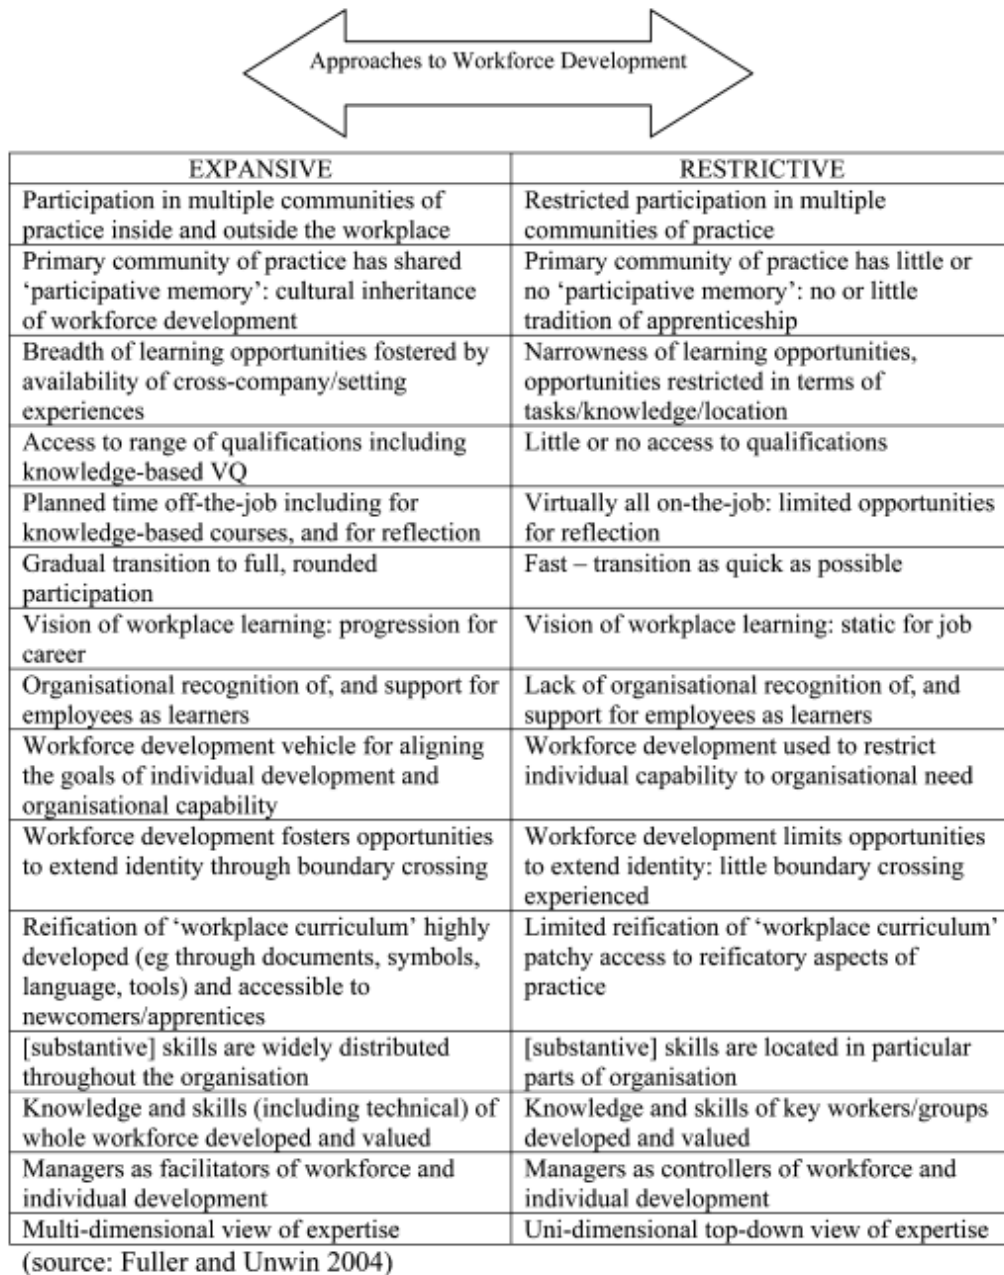 Approaches to Workforce Development
EXPANSIVE
RESTRICTIVE
Participation in multiple communities of
practice inside and outside the workplace
Restricted participation in multiple
communities of practice
Primary community of practice has shared
‘participative memory’: cultural inheritance
of workforce development
Primary community of practice has little or
no ‘participative memory’: no or little
tradition of apprenticeship
Breadth of learning opportunities fostered by
availability of cross-company/setting
experiences
Narrowness of learning opportunities,
opportunities restricted in terms of
tasks/knowledge/location
Access to range of qualifications including
knowledge-based VQ
Little or no access to qualifications
Planned time off-the-job including for
knowledge-based courses, and for reflection
Virtually all on-the-job: limited opportunities
for reflection
Gradual transition to full, rounded
participation
Fast – transition as quick as possible
Vision of workplace learning: progression for
career
Vision of workplace learning: static for job
Organisational recognition of, and support for
employees as learners
Lack of organisational recognition of, and
support for employees as learners
Workforce development vehicle for aligning
the goals of individual development and
organisational capability
Workforce development used to restrict
individual capability to organisational need
Workforce development fosters opportunities
to extend identity through boundary crossing
Workforce development limits opportunities
to extend identity: little boundary crossing
experienced
Reification of ‘workplace curriculum’ highly
developed (eg through documents, symbols,
language, tools) and accessible to
newcomers/apprentices
Limited reification of ‘workplace curriculum’
patchy access to reificatory aspects of
practice
[substantive] skills are widely distributed
throughout the organisation
[substantive] skills are located in particular
parts of organisation
Knowledge and skills (including technical) of
whole workforce developed and valued
Knowledge and skills of key workers/groups
developed and valued
Managers as facilitators of workforce and
individual development
Managers as controllers of workforce and
individual development
Multi-dimensional view of expertise
Uni-dimensional top-down view of expertise
(source: Fuller and Unwin 2004)